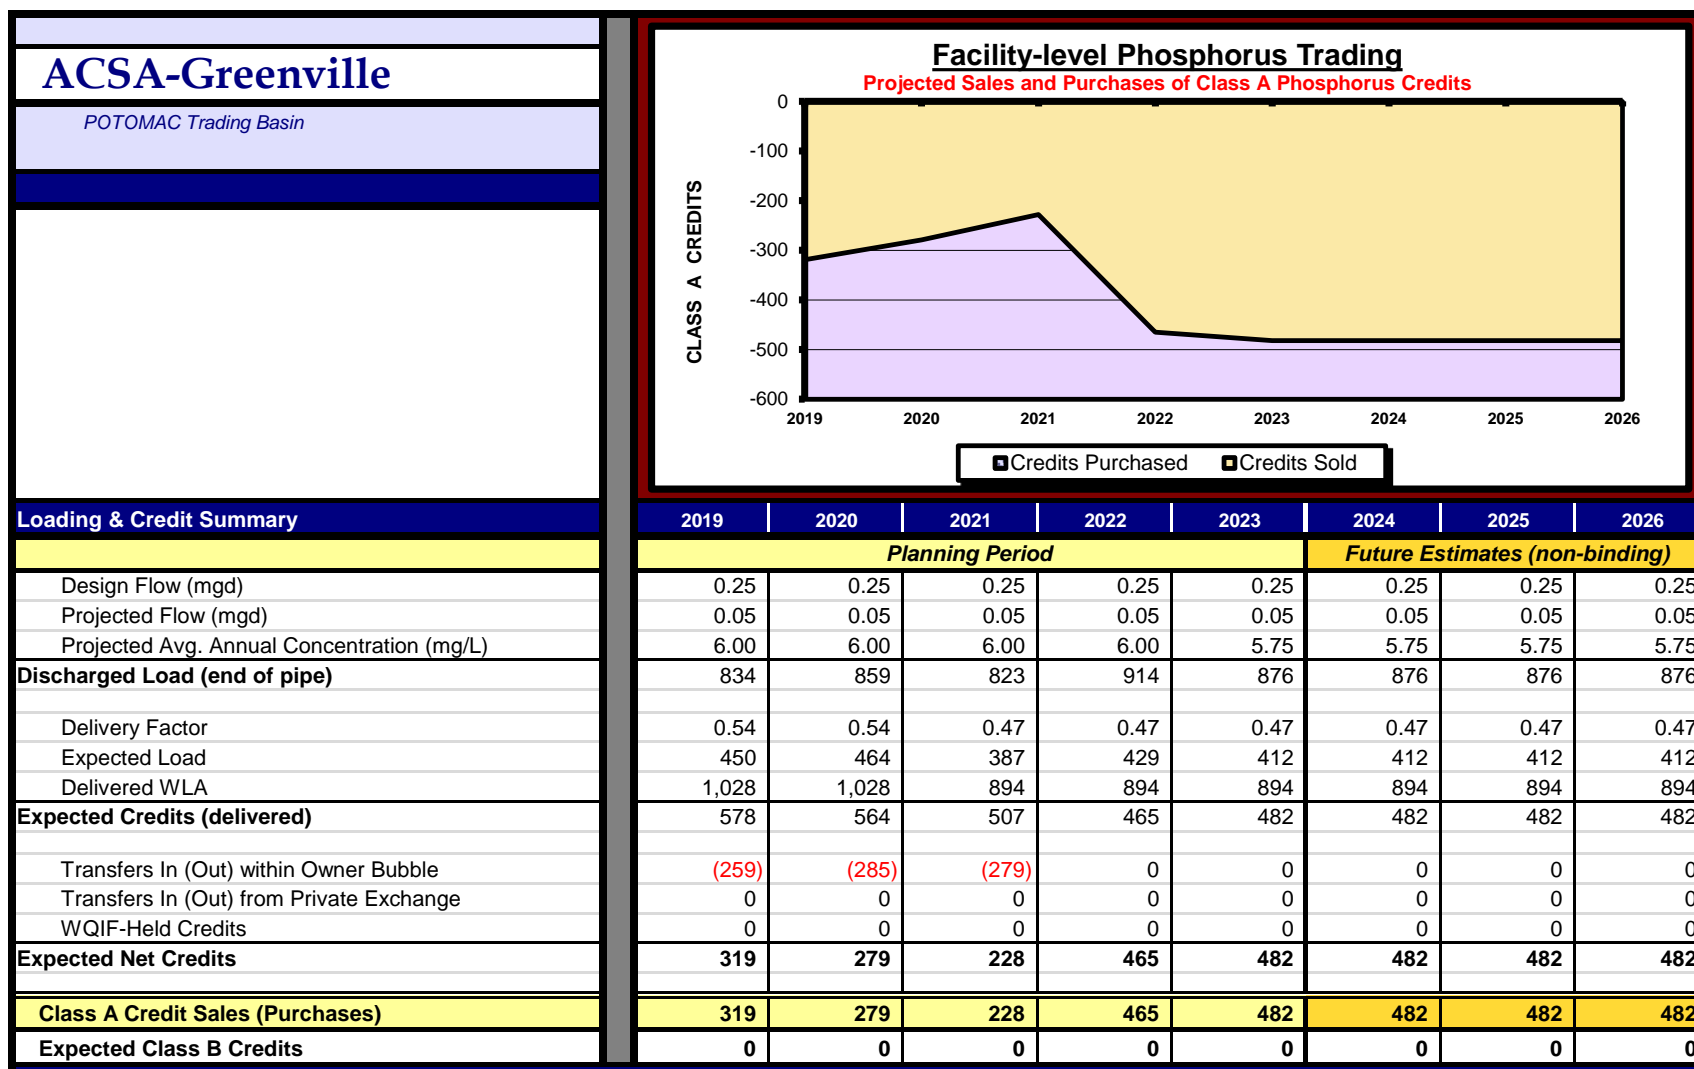 ACSA-Greenville
POTOMAC Trading Basin
Facility-level Phosphorus Trading
Projected Sales and Purchases of Class A Phosphorus Credits
CLASS A CREDITS
0
-100
-200
-300
-400
-500
-600
2019 2020 2021 2022 2023 2024 2025 2026
Credits Purchased Credits Sold
Loading & Credit Summary 2019 2020 2021 2022 2023 2024 2025 2026
Planning Period Future Estimates (non-binding)
Design Flow (mgd) 0.25 0.25 0.25 0.25 0.25 0.25 0.25 0.25
Projected Flow (mgd) 0.05 0.05 0.05 0.05 0.05 0.05 0.05 0.05
Projected Avg. Annual Concentration (mg/L) 6.00 6.00 6.00 6.00 5.75 5.75 5.75 5.75
Discharged Load (end of pipe) 834 859 823 914 876 876 876 876
Delivery Factor 0.54 0.54 0.47 0.47 0.47 0.47 0.47 0.47
Expected Load 450 464 387 429 412 412 412 412
Delivered WLA 1,028 1,028 894 894 894 894 894 894
Expected Credits (delivered) 578 564 507 465 482 482 482 482
Transfers In (Out) within Owner Bubble (259) (285) (279) 0 0 0 0 0
Transfers In (Out) from Private Exchange 0 0 0 0 0 0 0 0
WQIF-Held Credits 0 0 0 0 0 0 0 0
Expected Net Credits 319 279 228 465 482 482 482 482
Class A Credit Sales (Purchases) 319 279 228 465 482 482 482 482
Expected Class B Credits 0 0 0 0 0 0 0 0